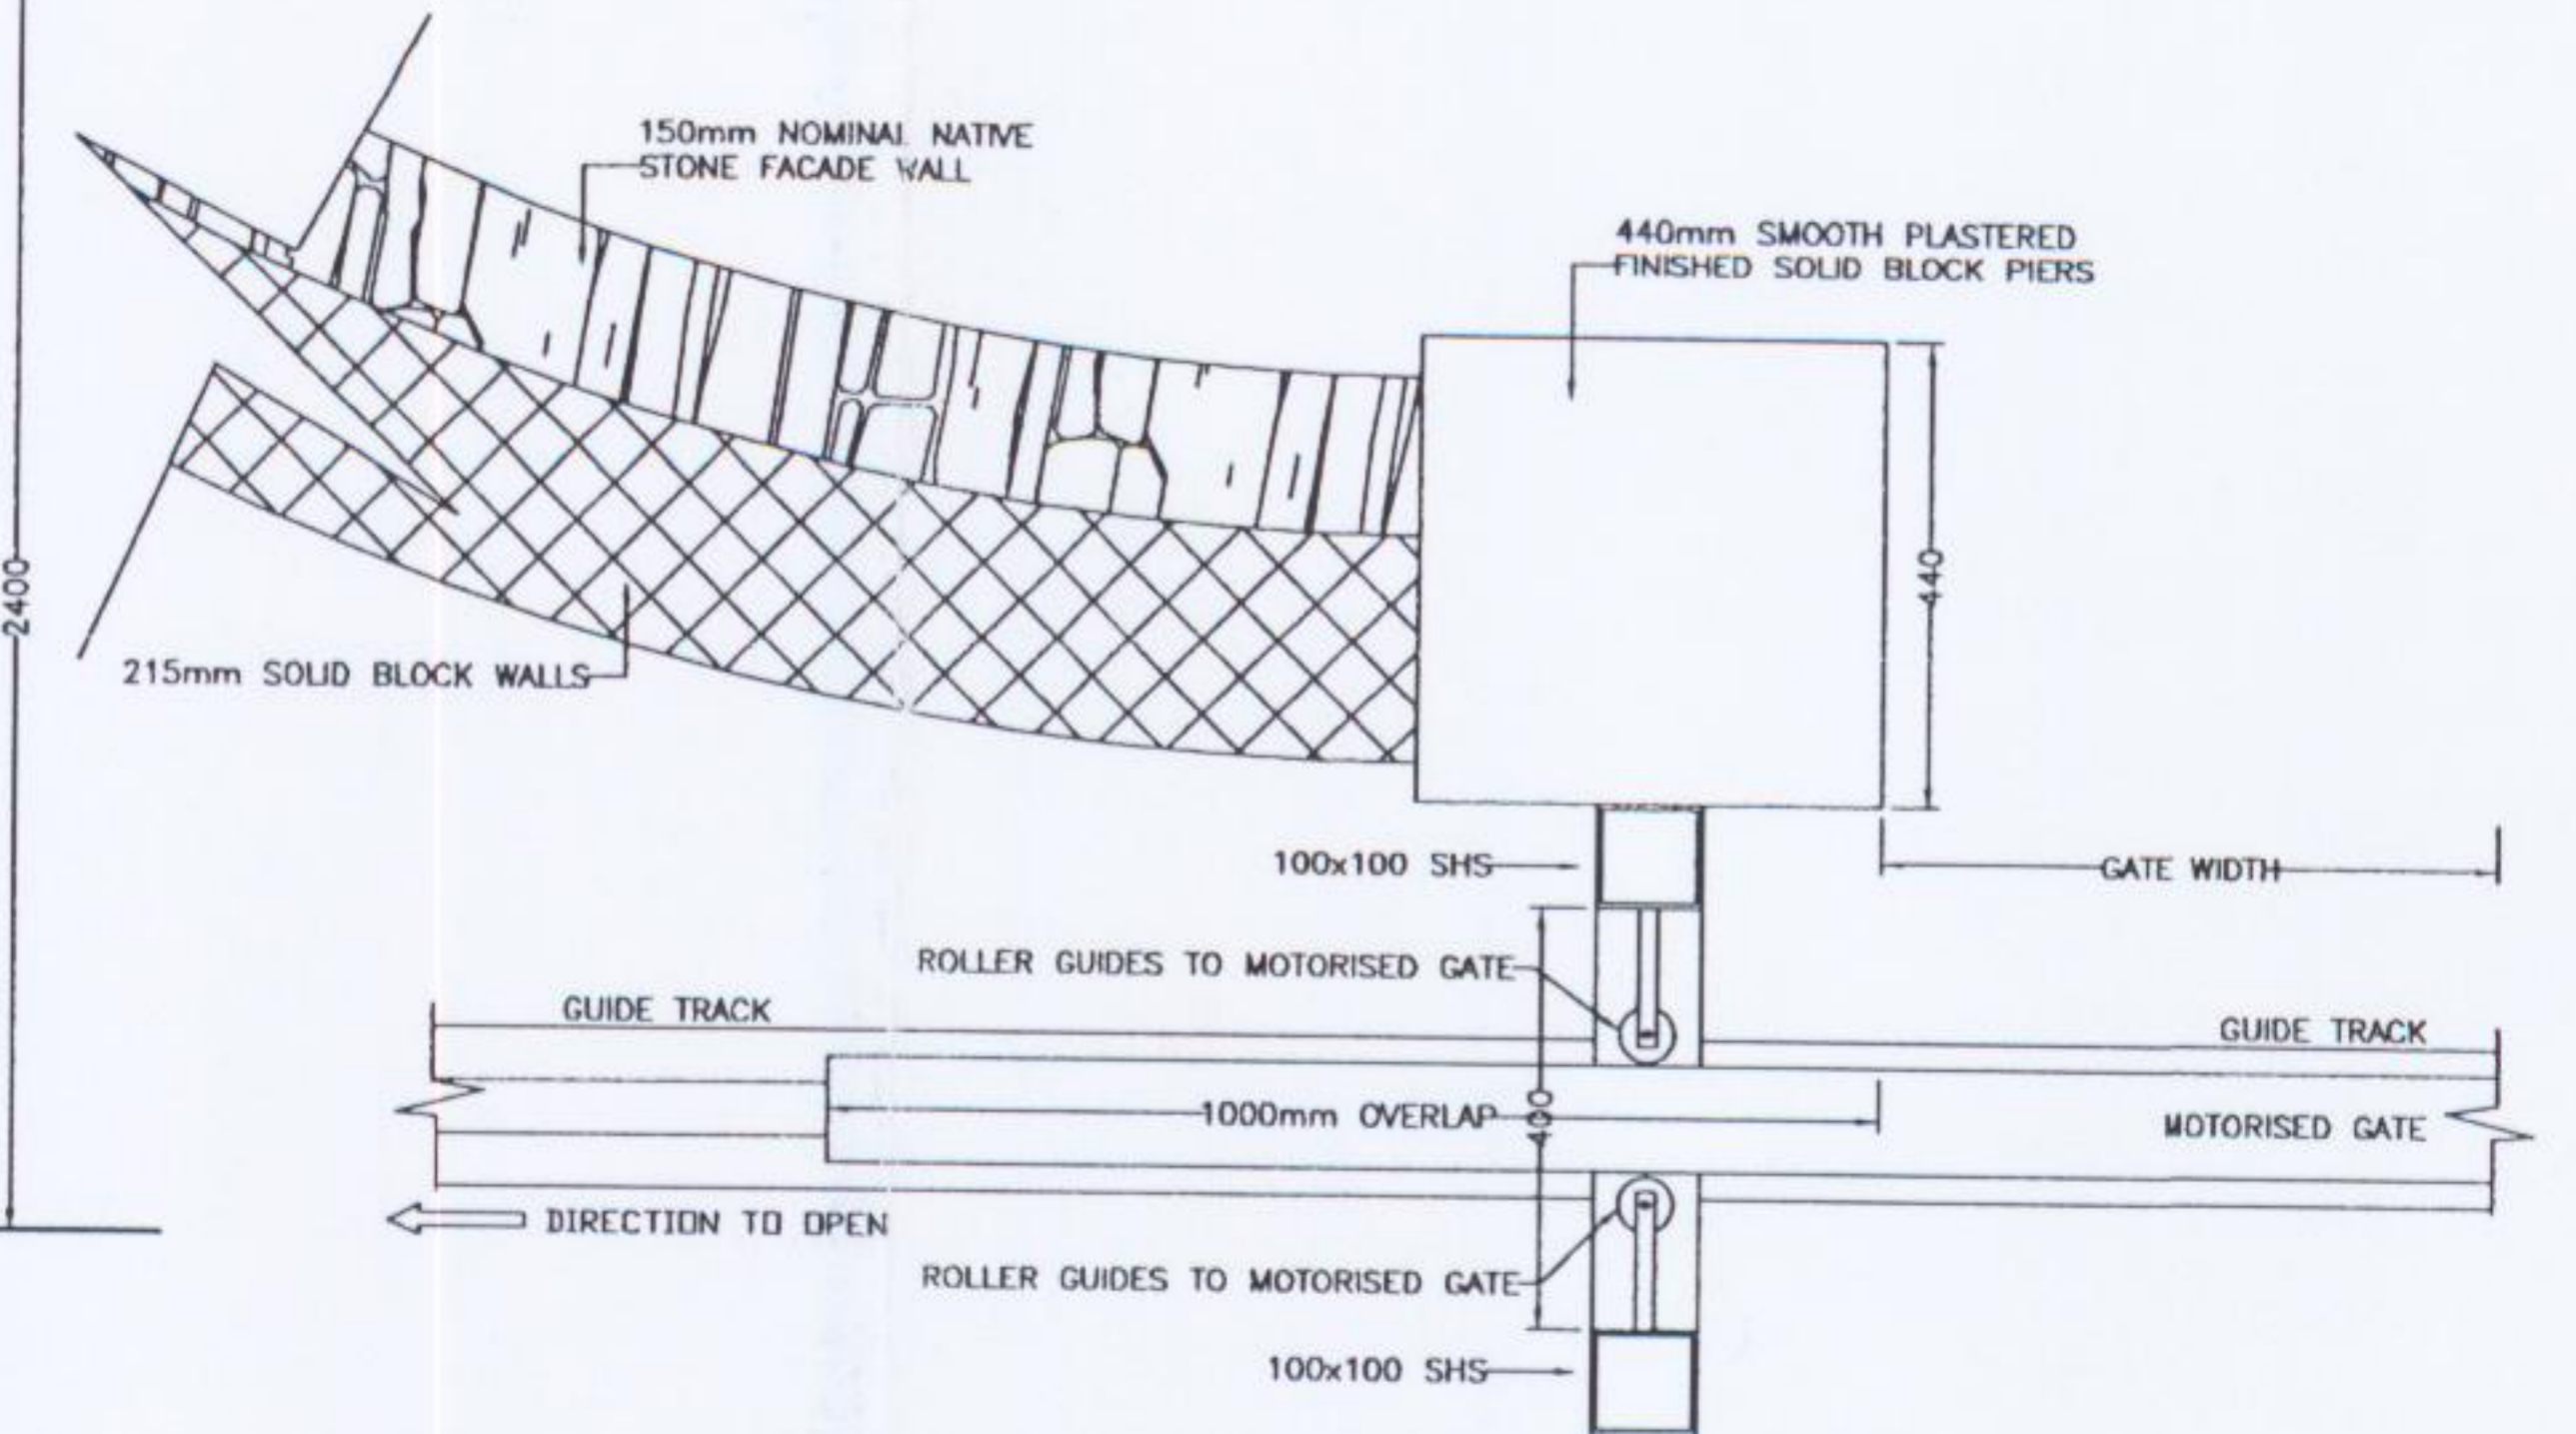 150mm NOMINAL NATIVE
STONE FACADE WALL
440mm SMOOTH PLASTERED
FINISHED SOLID BLOCK PIERS
2400
440
215mm SOLID BLOCK WALLS
100x100 SHS
GATE WIDTH
ROLLER GUIDES TO MOTORISED GATE
GUIDE TRACK
GUIDE TRACK
1000mm OVERLAP
400
MOTORISED GATE
DIRECTION TO OPEN
ROLLER GUIDES TO MOTORISED GATE
100x100 SHS